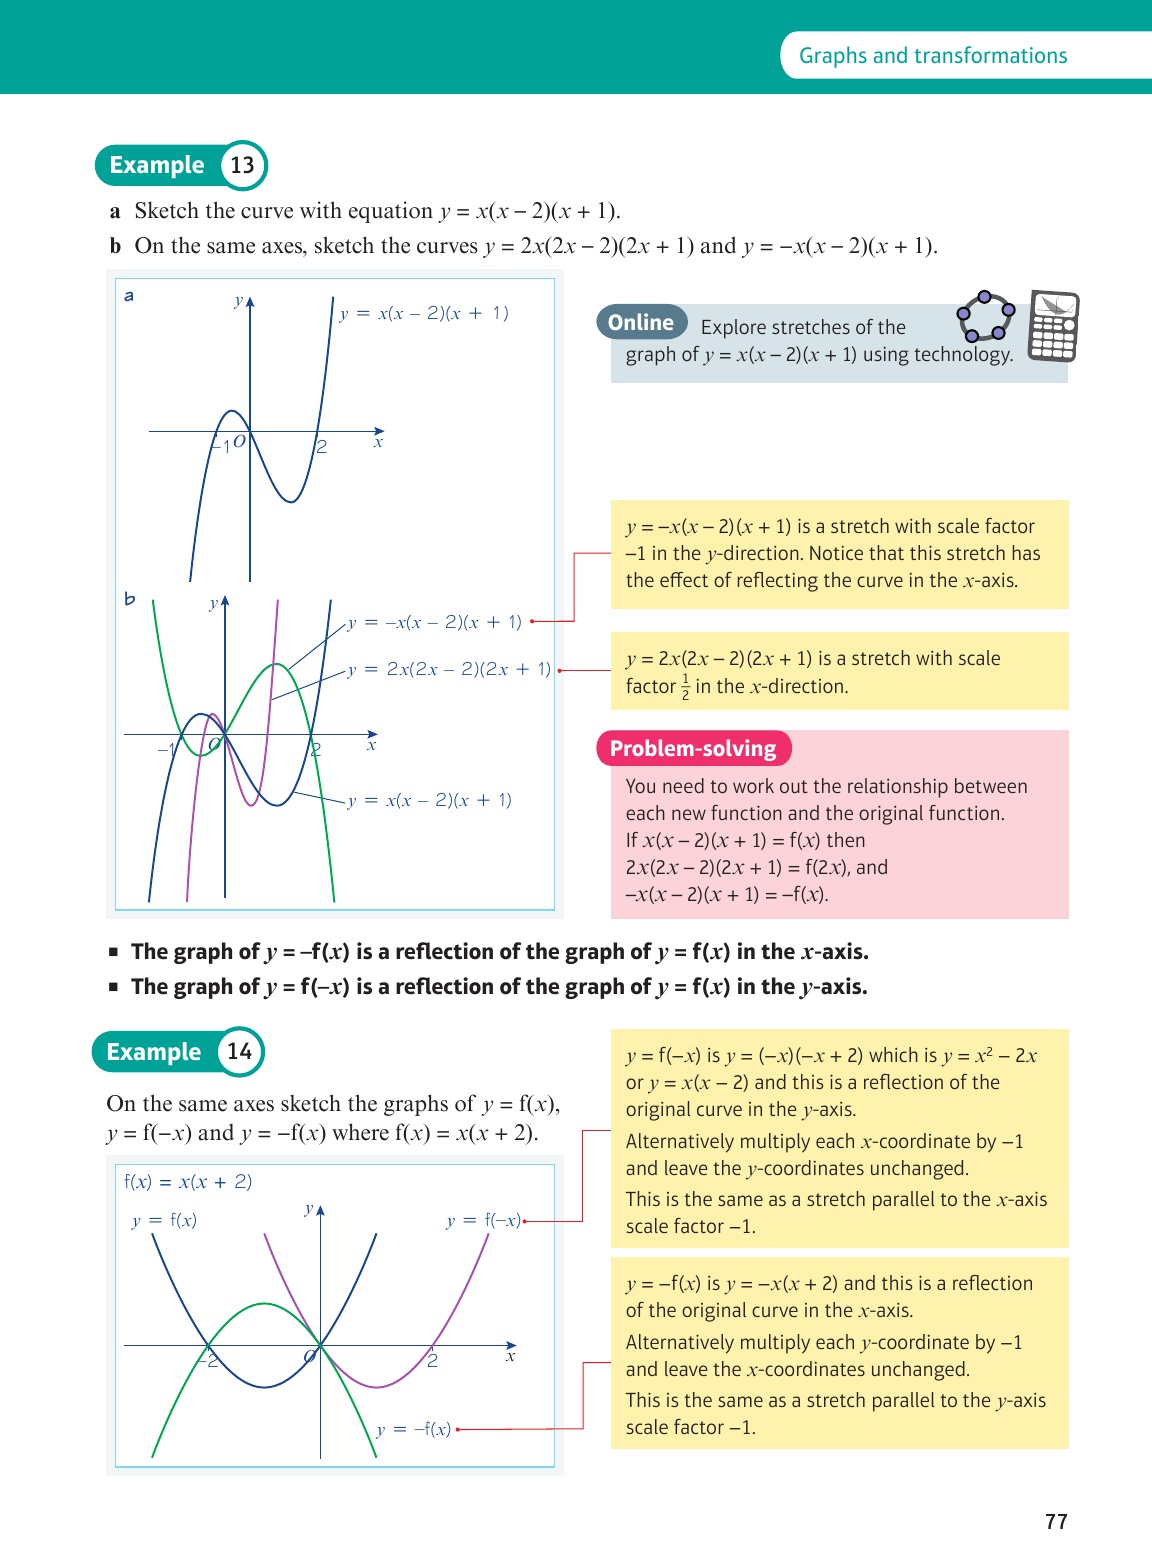 Graphs and transformations
Example 13
a Sketch the curve with equation y = x(x – 2)(x + 1).
b On the same axes, sketch the curves y = 2x(2x – 2)(2x + 1) and y = –x(x – 2)(x + 1).
a
y
y = x(x – 2)(x + 1)
–1
O
2
x
Online Explore stretches of the
graph of y = x(x – 2)(x + 1) using technology.
b
y
y = –x(x – 2)(x + 1)
y = 2x(2x – 2)(2x + 1)
–1
O
2
x
y = x(x – 2)(x + 1)
y = –x(x – 2)(x + 1) is a stretch with scale factor
–1 in the y-direction. Notice that this stretch has
the effect of reflecting the curve in the x-axis.
y = 2x(2x – 2)(2x + 1) is a stretch with scale
factor 1/2 in the x-direction.
Problem-solving
You need to work out the relationship between
each new function and the original function.
If x(x – 2)(x + 1) = f(x) then
2x(2x – 2)(2x + 1) = f(2x), and
–x(x – 2)(x + 1) = –f(x).
■ The graph of y = –f(x) is a reflection of the graph of y = f(x) in the x-axis.
■ The graph of y = f(–x) is a reflection of the graph of y = f(x) in the y-axis.
Example 14
On the same axes sketch the graphs of y = f(x),
y = f(–x) and y = –f(x) where f(x) = x(x + 2).
f(x) = x(x + 2)
y = f(x)
y
y = f(–x)
–2
O
2
x
y = –f(x)
y = f(–x) is y = (–x)(–x + 2) which is y = x² – 2x
or y = x(x – 2) and this is a reflection of the
original curve in the y-axis.
Alternatively multiply each x-coordinate by –1
and leave the y-coordinates unchanged.
This is the same as a stretch parallel to the x-axis
scale factor –1.
y = –f(x) is y = –x(x + 2) and this is a reflection
of the original curve in the x-axis.
Alternatively multiply each y-coordinate by –1
and leave the x-coordinates unchanged.
This is the same as a stretch parallel to the y-axis
scale factor –1.
77